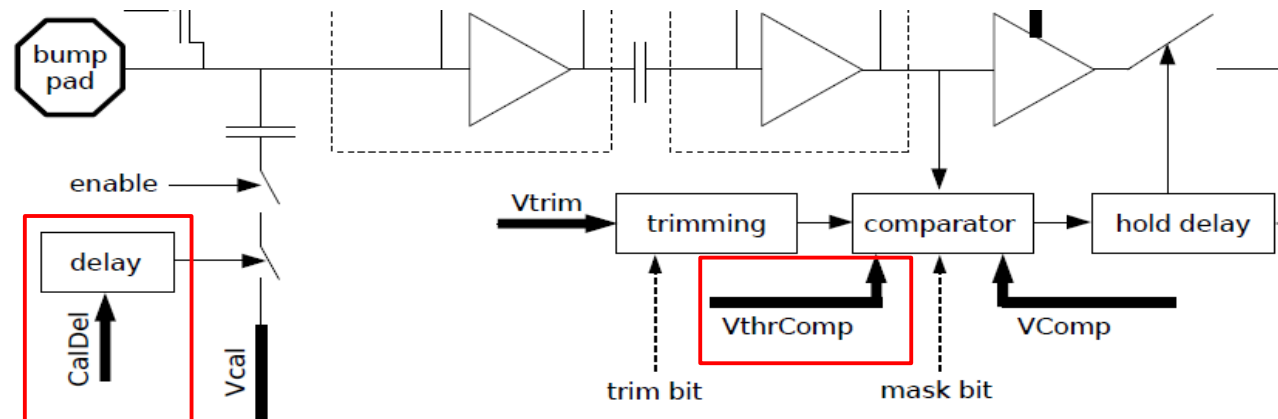 bump
pad
enable
delay
CalDel
Vcal
Vtrim
trimming
comparator
hold delay
VthrComp
VComp
trim bit
mask bit